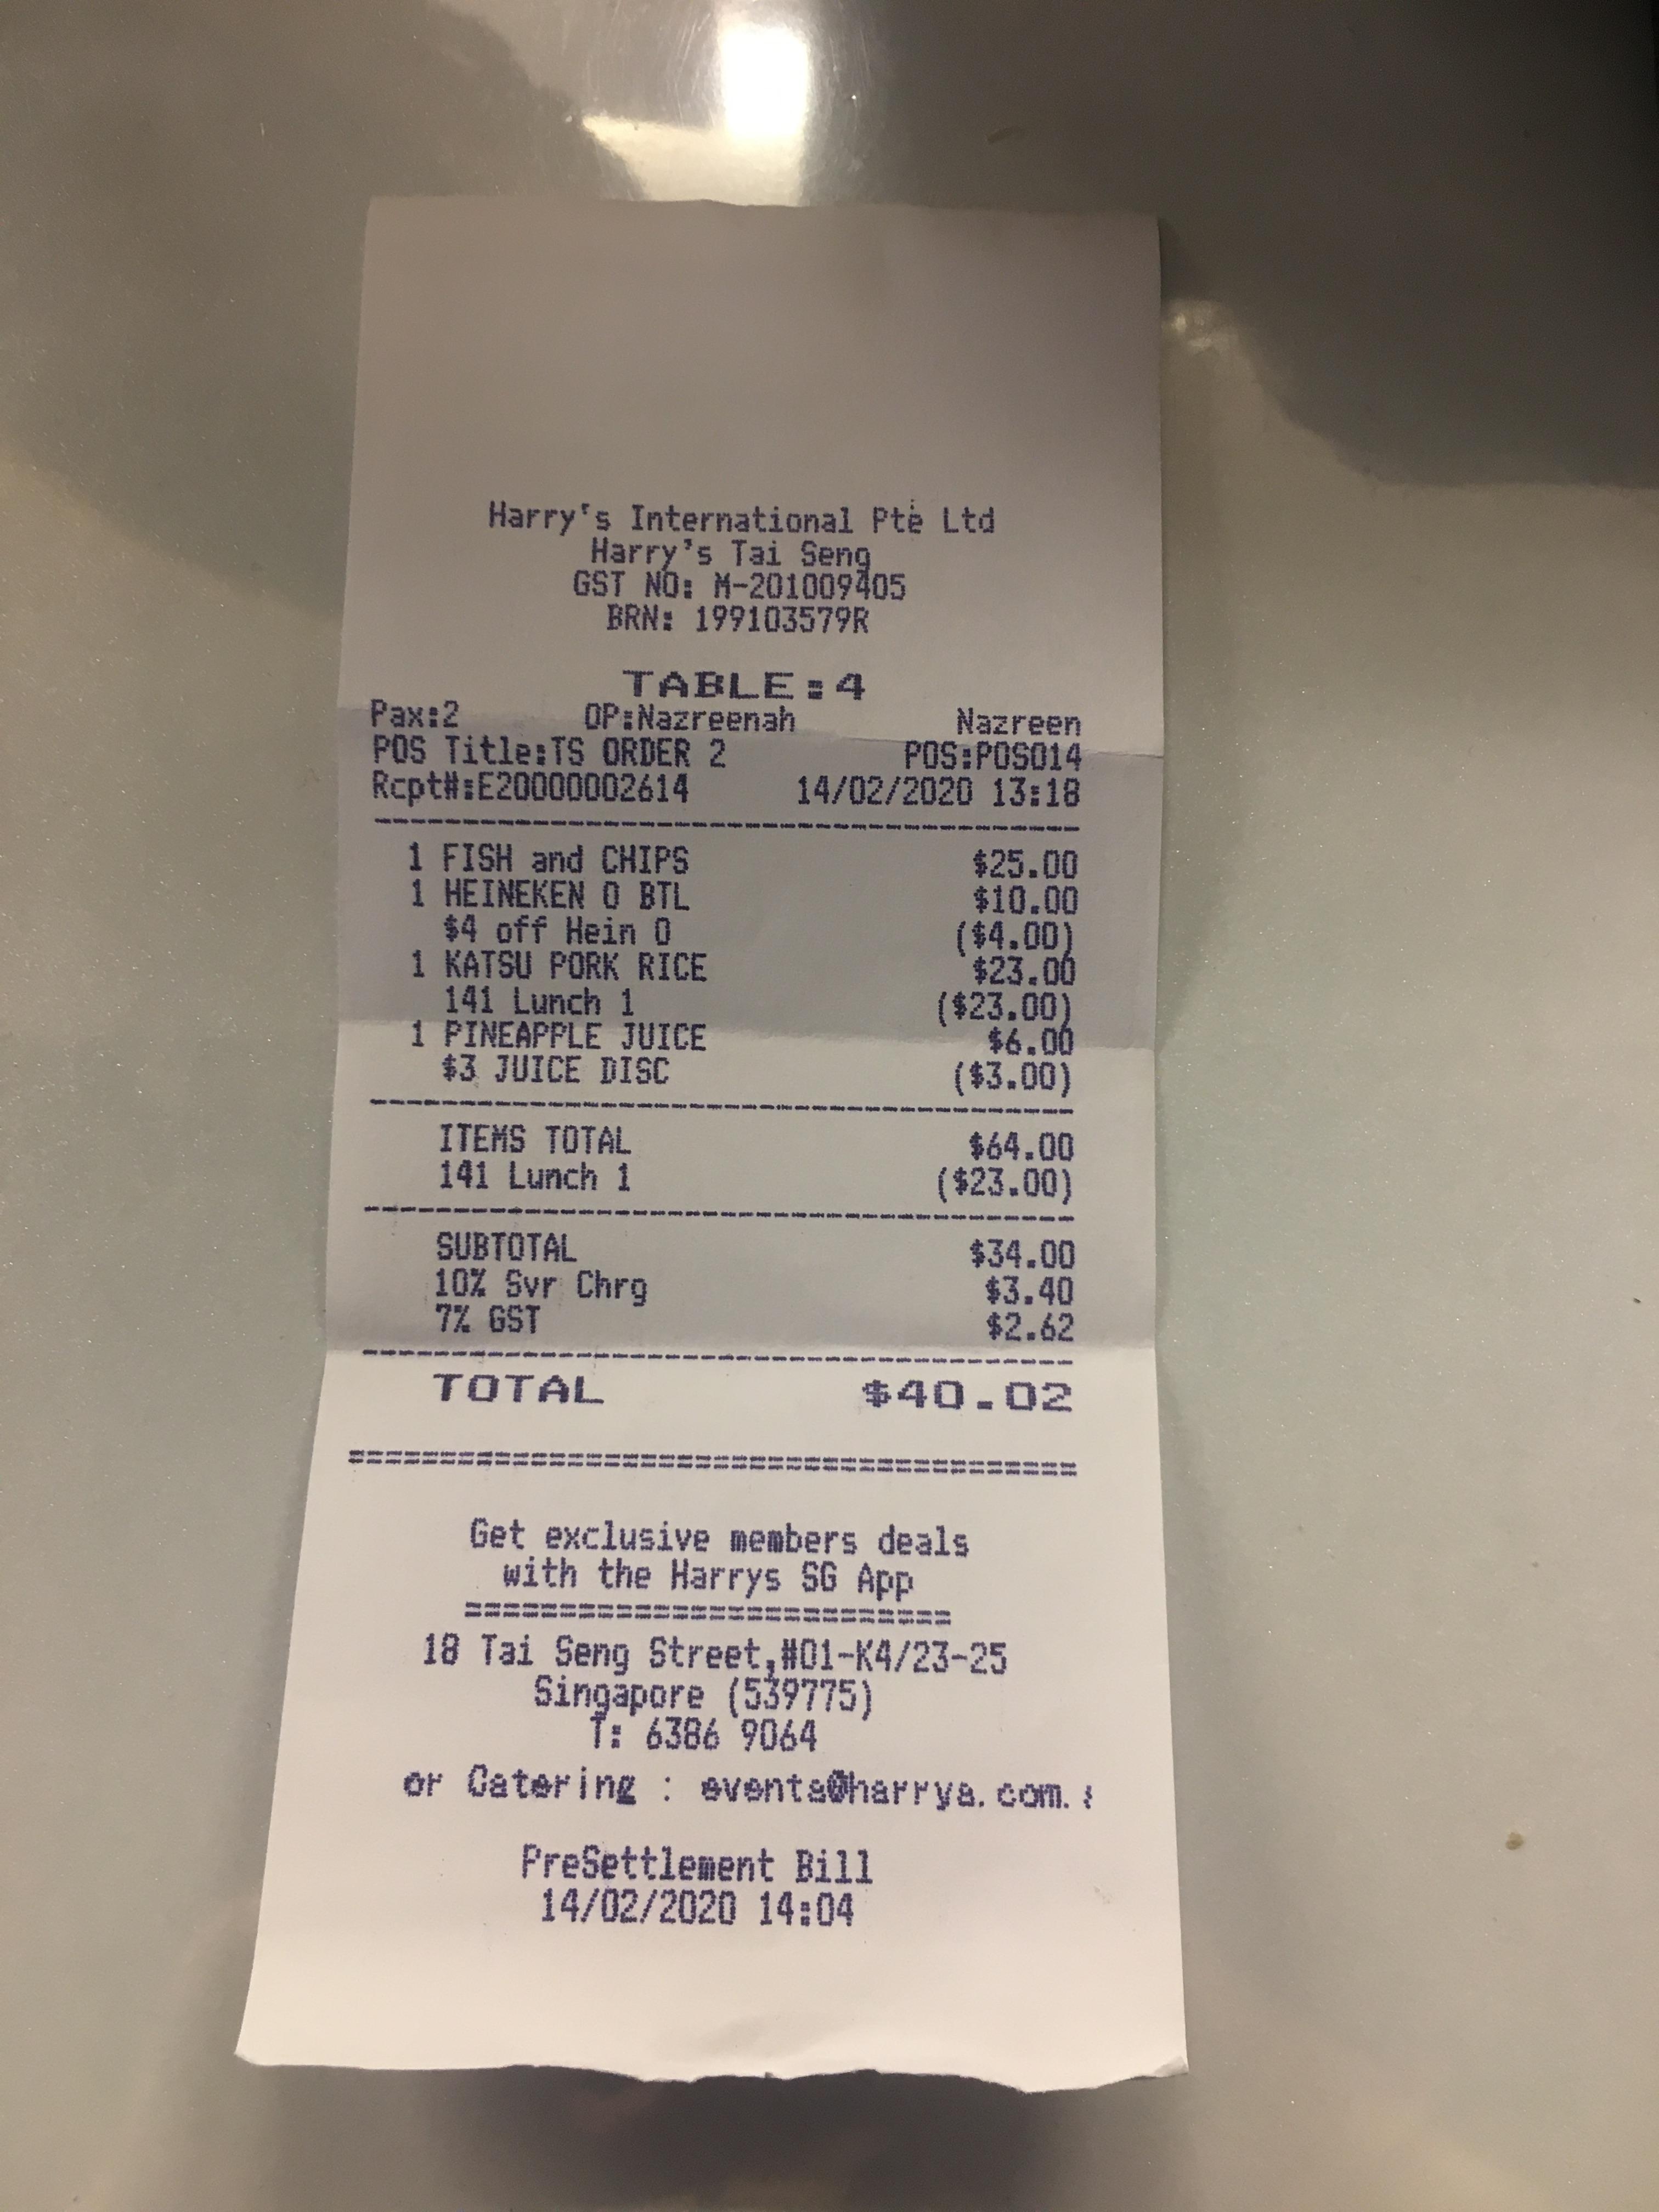 Harry's International Pte Ltd
Harry's Tai Seng
GST NO: M-201009405
BRN: 199103579R
TABLE:4
Pax:2 OP:Nazreenah Nazreen
POS Title:TS ORDER 2 POS:POS014
Rcpt#:E20000002614 14/02/2020 13:18
1 FISH and CHIPS $25.00
1 HEINEKEN 0 BTL $10.00
$4 off Hein 0 ($4.00)
1 KATSU PORK RICE $23.00
141 Lunch 1 ($23.00)
1 PINEAPPLE JUICE $6.00
$3 JUICE DISC ($3.00)
ITEMS TOTAL $64.00
141 Lunch 1 ($23.00)
SUBTOTAL $34.00
10% Svr Chrg $3.40
7% GST $2.62
TOTAL $40.02
Get exclusive members deals
with the Harrys SG App
18 Tai Seng Street,#01-K4/23-25
Singapore (539775)
T: 6386 9064
or Catering : events@harrys.com.
PreSettlement Bill
14/02/2020 14:04